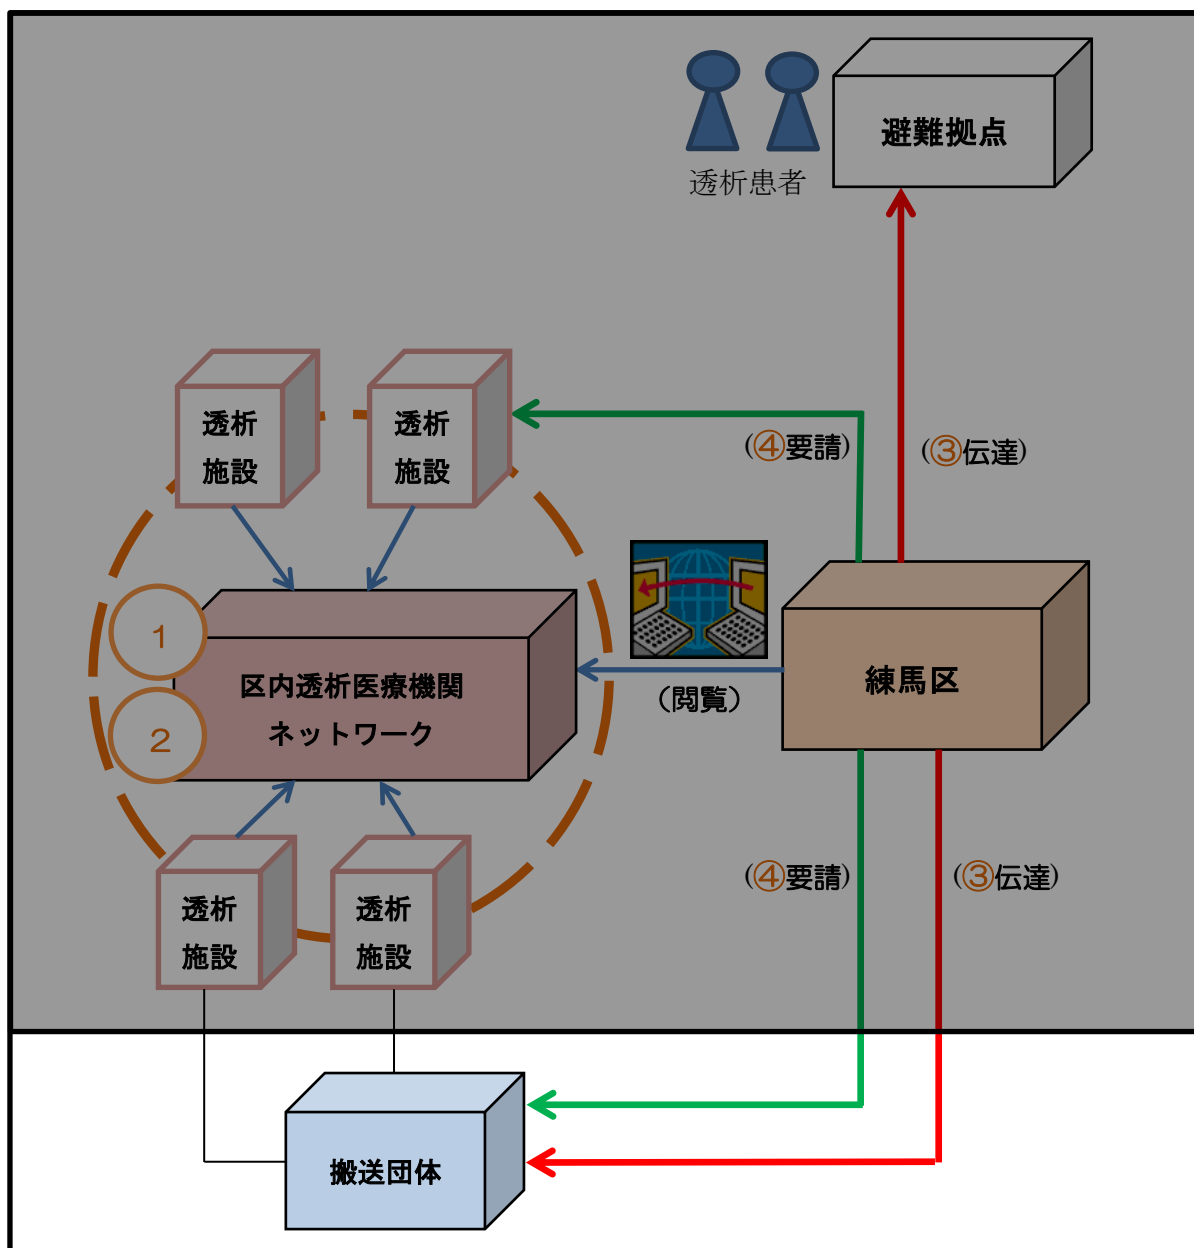 避難拠点
透析患者
透析
施設
透析
施設
(④要請)
(③伝達)
1
2
区内透析医療機関
ネットワーク
(閲覧)
練馬区
透析
施設
透析
施設
(④要請)
(③伝達)
搬送団体